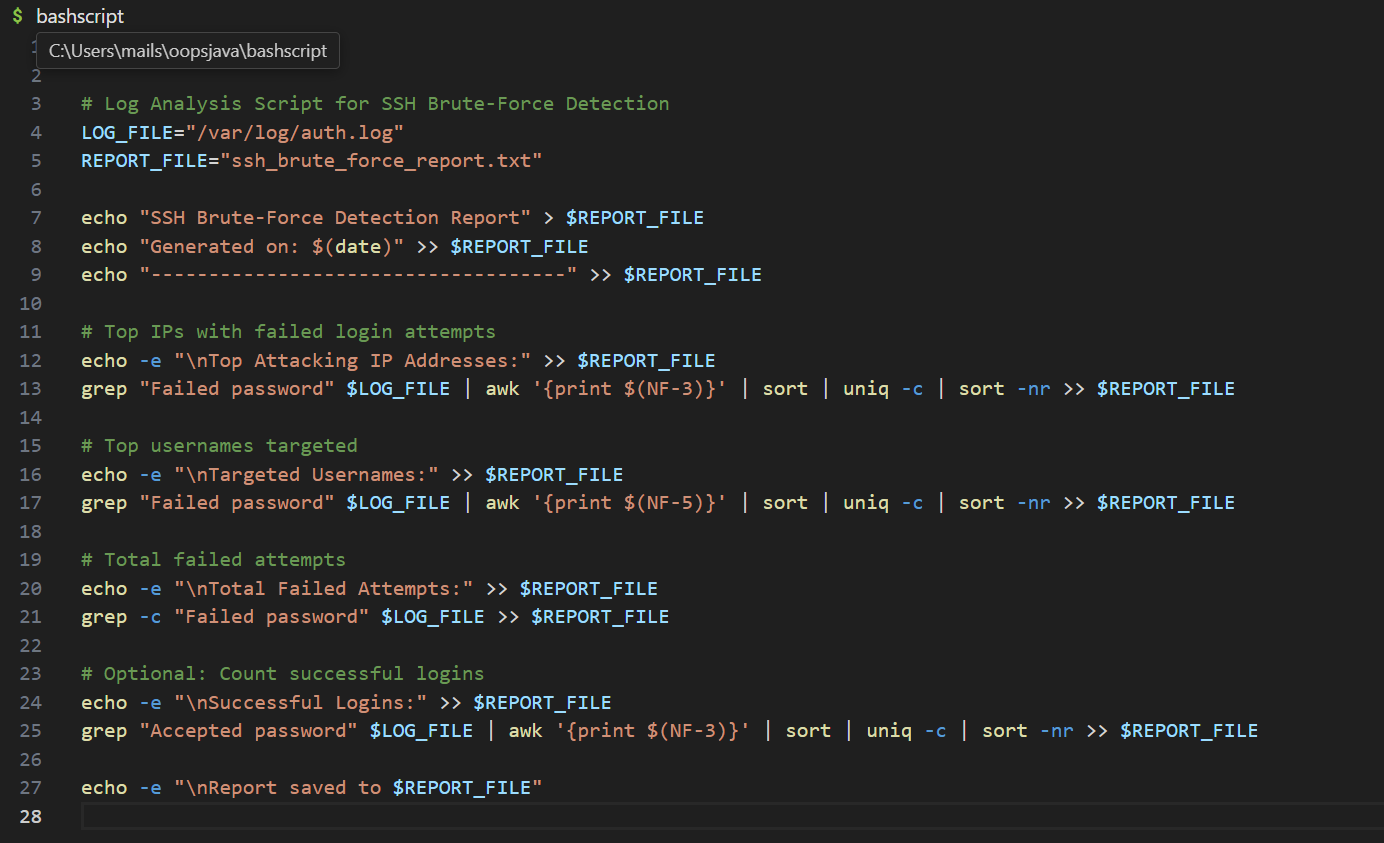 $ bashscript
1
C:\Users\mails\oopsjava\bashscript
2
3 # Log Analysis Script for SSH Brute-Force Detection
4 LOG_FILE="/var/log/auth.log"
5 REPORT_FILE="ssh_brute_force_report.txt"
6
7 echo "SSH Brute-Force Detection Report" > $REPORT_FILE
8 echo "Generated on: $(date)" >> $REPORT_FILE
9 echo "------------------------------------" >> $REPORT_FILE
10
11 # Top IPs with failed login attempts
12 echo -e "\nTop Attacking IP Addresses:" >> $REPORT_FILE
13 grep "Failed password" $LOG_FILE | awk '{print $(NF-3)}' | sort | uniq -c | sort -nr >> $REPORT_FILE
14
15 # Top usernames targeted
16 echo -e "\nTargeted Usernames:" >> $REPORT_FILE
17 grep "Failed password" $LOG_FILE | awk '{print $(NF-5)}' | sort | uniq -c | sort -nr >> $REPORT_FILE
18
19 # Total failed attempts
20 echo -e "\nTotal Failed Attempts:" >> $REPORT_FILE
21 grep -c "Failed password" $LOG_FILE >> $REPORT_FILE
22
23 # Optional: Count successful logins
24 echo -e "\nSuccessful Logins:" >> $REPORT_FILE
25 grep "Accepted password" $LOG_FILE | awk '{print $(NF-3)}' | sort | uniq -c | sort -nr >> $REPORT_FILE
26
27 echo -e "\nReport saved to $REPORT_FILE"
28